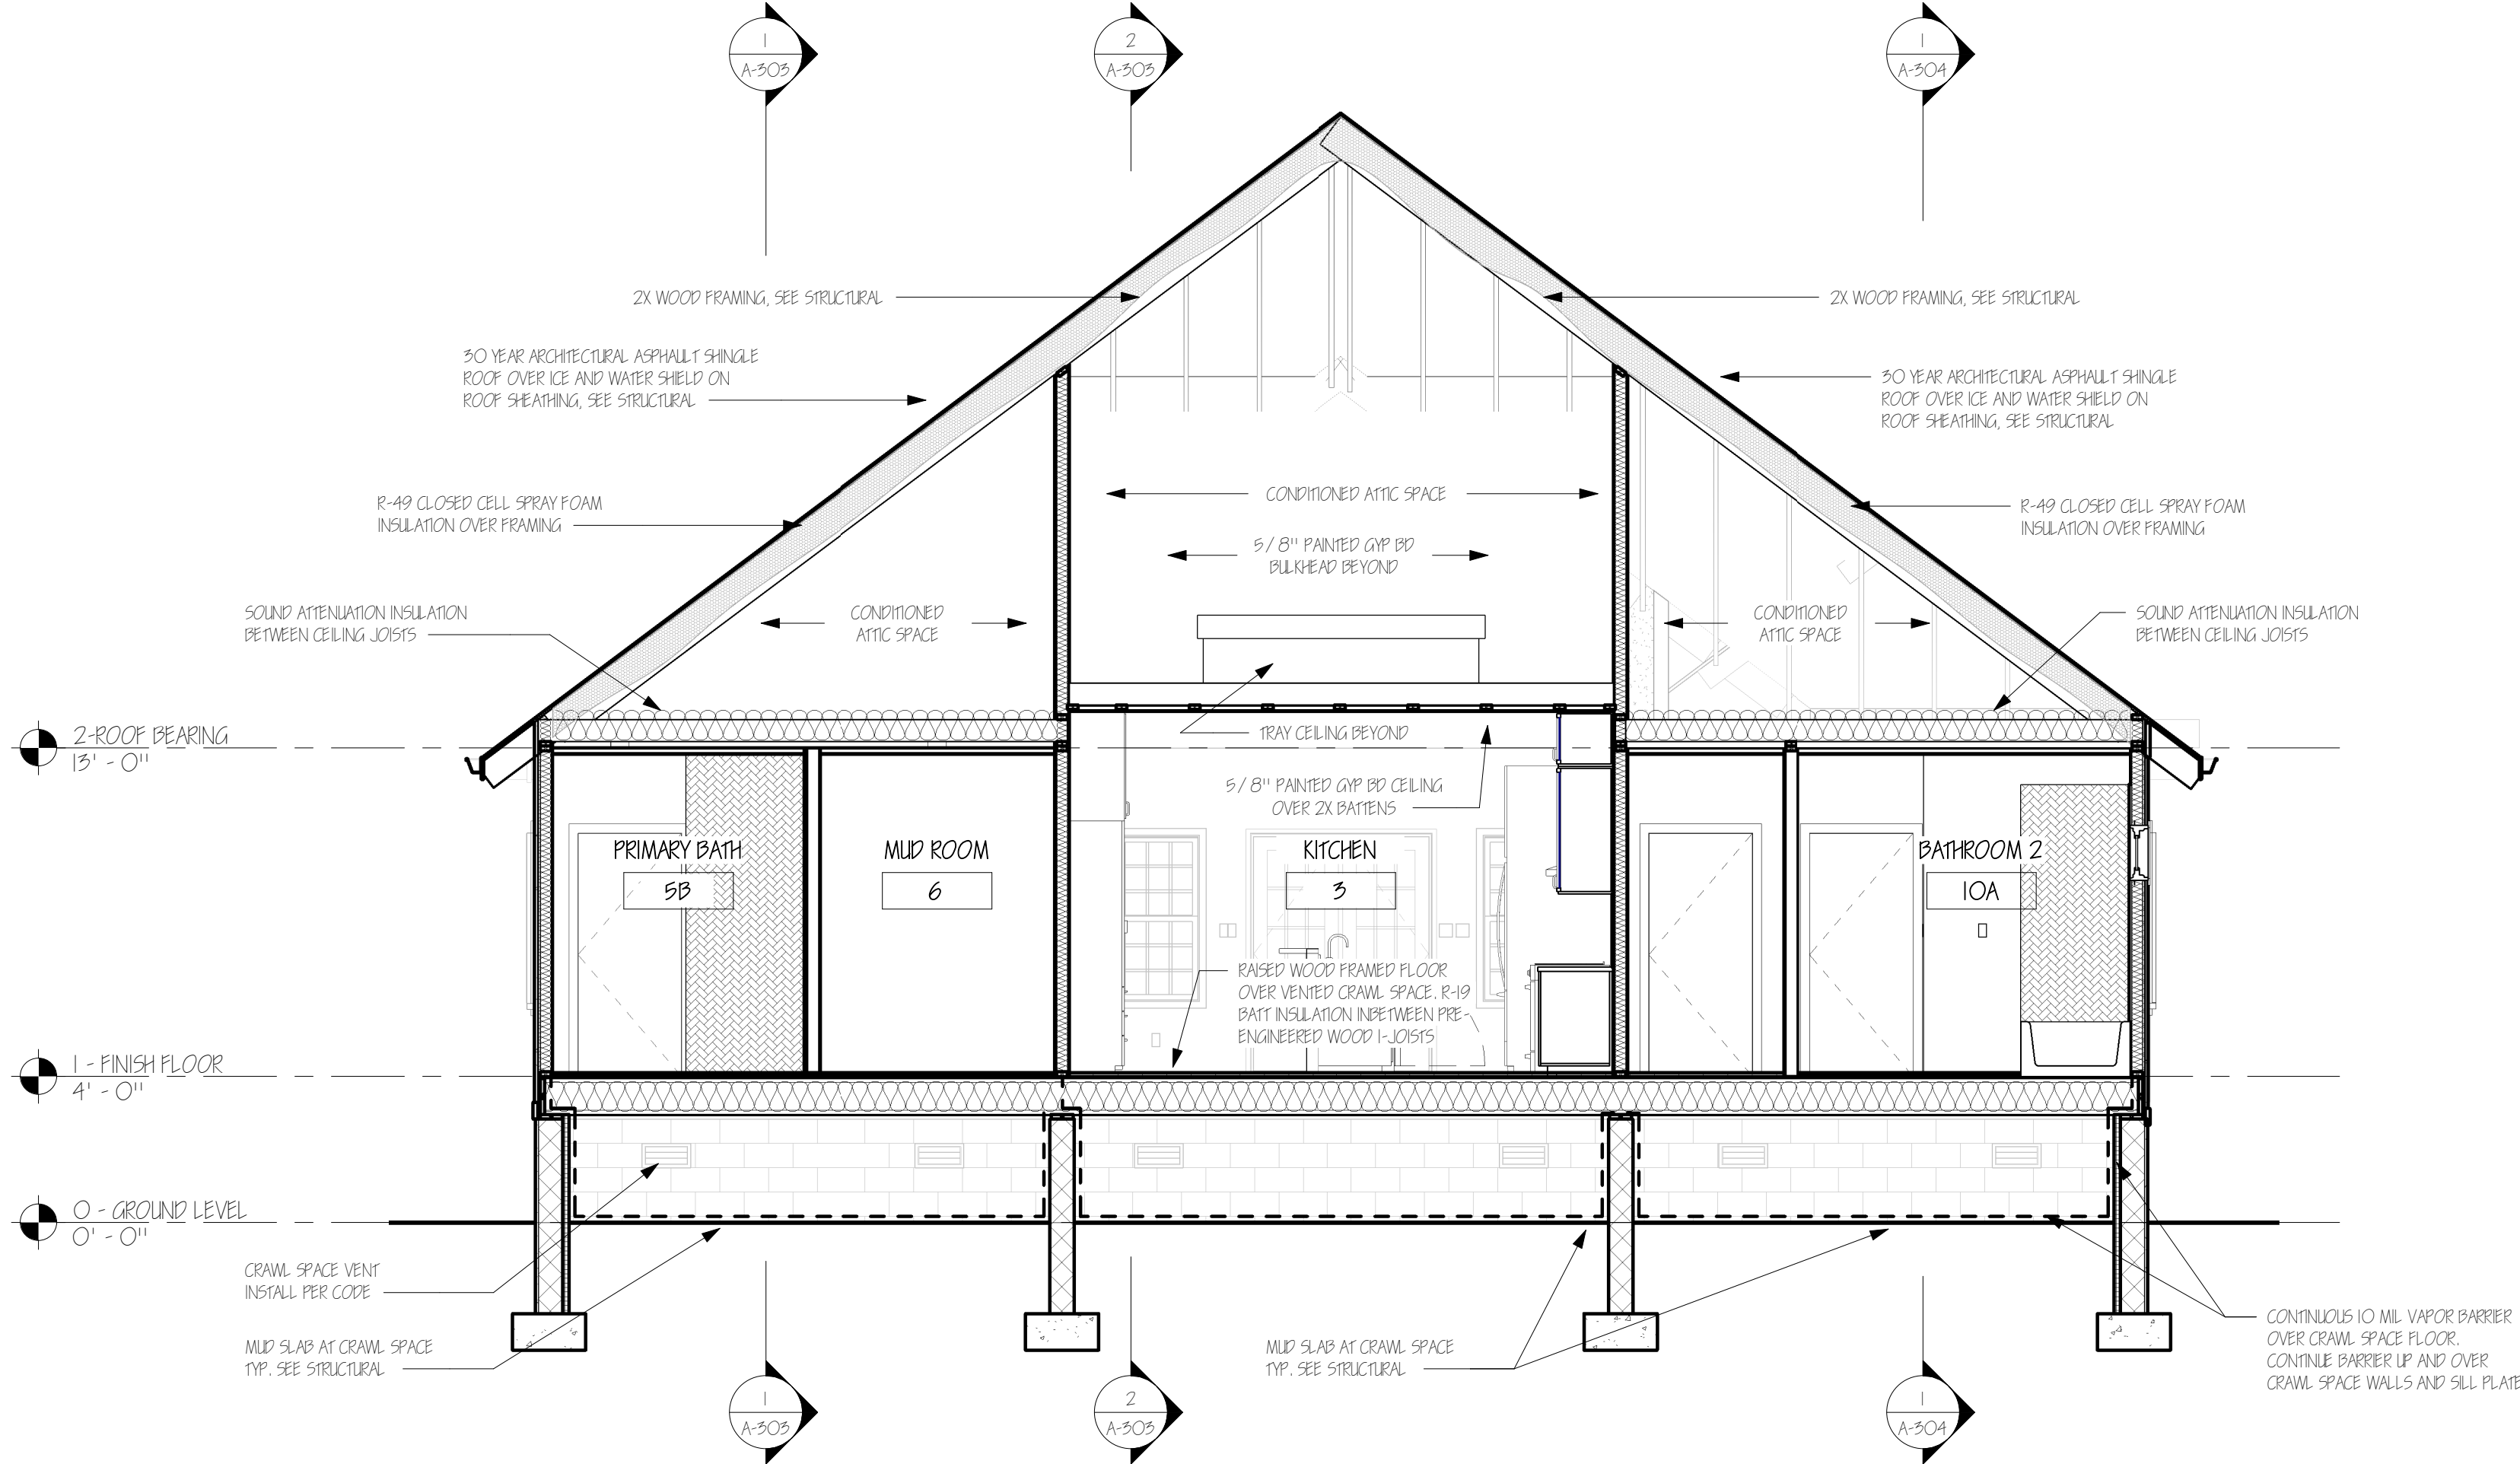 1
A-303
2
A-303
1
A-304
2X WOOD FRAMING, SEE STRUCTURAL
2X WOOD FRAMING, SEE STRUCTURAL
30 YEAR ARCHITECTURAL ASPHAULT SHINGLE
ROOF OVER ICE AND WATER SHIELD ON
ROOF SHEATHING, SEE STRUCTURAL
30 YEAR ARCHITECTURAL ASPHAULT SHINGLE
ROOF OVER ICE AND WATER SHIELD ON
ROOF SHEATHING, SEE STRUCTURAL
R-49 CLOSED CELL SPRAY FOAM
INSULATION OVER FRAMING
CONDITIONED ATTIC SPACE
R-49 CLOSED CELL SPRAY FOAM
INSULATION OVER FRAMING
5/8" PAINTED GYP BD
BULKHEAD BEYOND
SOUND ATTENUATION INSULATION
BETWEEN CEILING JOISTS
CONDITIONED
ATTIC SPACE
CONDITIONED
ATTIC SPACE
SOUND ATTENUATION INSULATION
BETWEEN CEILING JOISTS
2-ROOF BEARING
13' - 0"
TRAY CEILING BEYOND
5/8" PAINTED GYP BD CEILING
OVER 2X BATTENS
PRIMARY BATH
5B
MUD ROOM
6
KITCHEN
3
BATHROOM 2
10A
RAISED WOOD FRAMED FLOOR
OVER VENTED CRAWL SPACE. R-19
BATT INSULATION INBETWEEN PRE-
ENGINEERED WOOD I-JOISTS
1 - FINISH FLOOR
4' - 0"
0 - GROUND LEVEL
0' - 0"
CRAWL SPACE VENT
INSTALL PER CODE
MUD SLAB AT CRAWL SPACE
TYP. SEE STRUCTURAL
MUD SLAB AT CRAWL SPACE
TYP. SEE STRUCTURAL
CONTINUOUS 10 MIL VAPOR BARRIER
OVER CRAWL SPACE FLOOR.
CONTINUE BARRIER UP AND OVER
CRAWL SPACE WALLS AND SILL PLATE
1
A-303
2
A-303
1
A-304